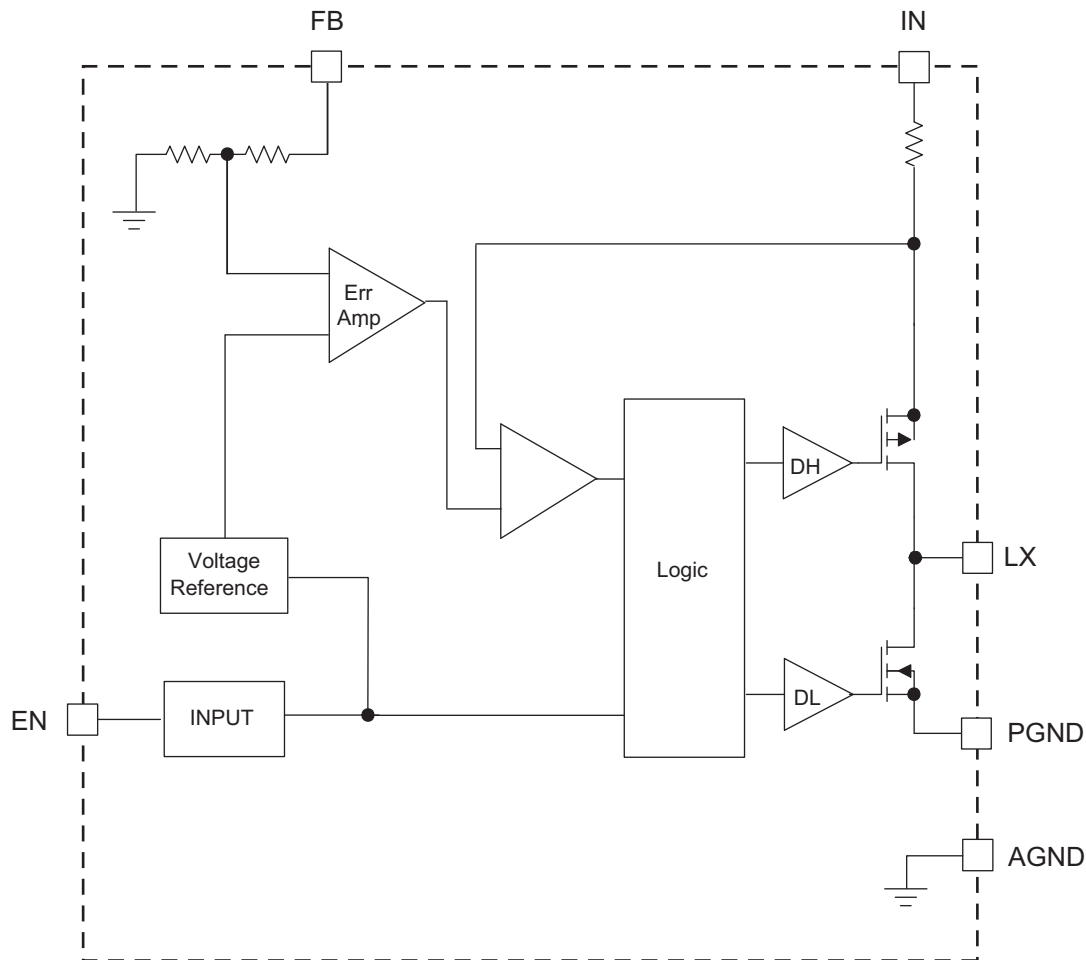 FB
IN
Err
Amp
DH
Voltage
Reference
Logic
LX
EN
INPUT
DL
PGND
AGND